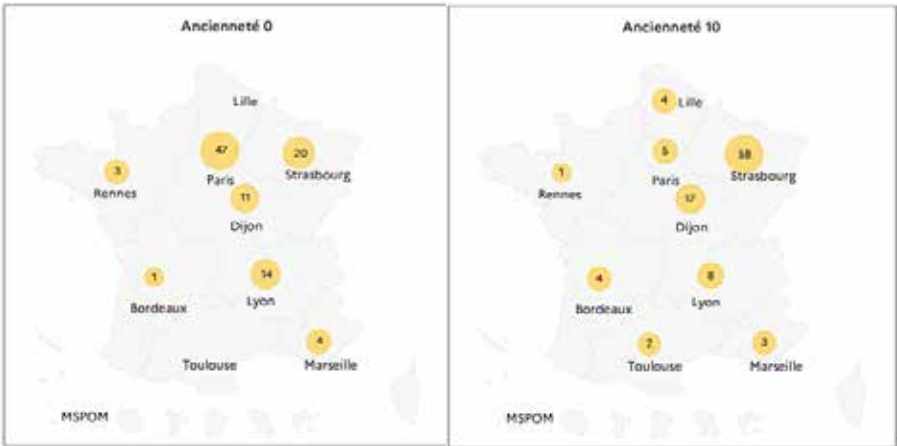 Ancienneté 0
Lille
47
20
3
Paris
Strasbourg
Rennes
11
Dijon
1
14
Bordeaux
Lyon
4
Toulouse
Marseille
MSPOM
Ancienneté 10
4 Lille
5
58
1
Paris
Strasbourg
Rennes
17
Dijon
4
8
Bordeaux
Lyon
2
3
Toulouse
Marseille
MSPOM